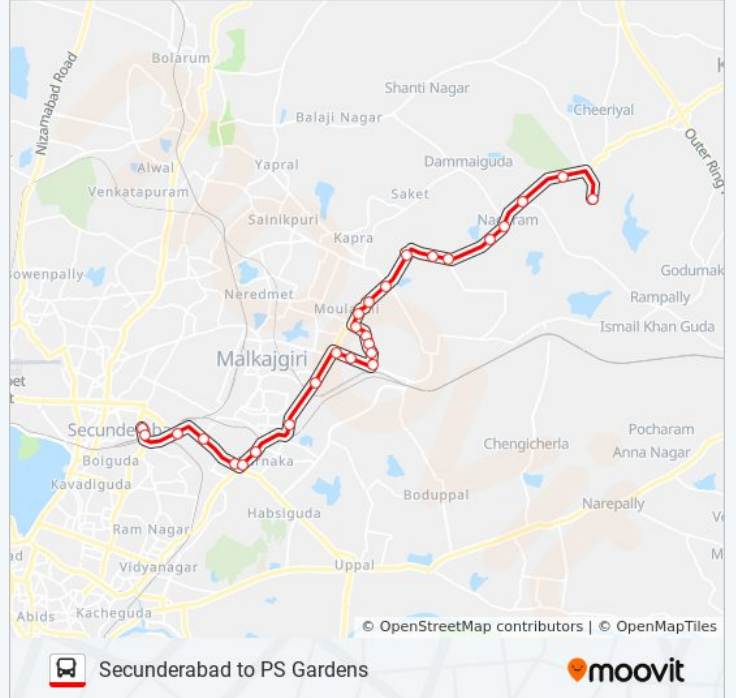 Bolarum
Nizamabad Road
Shanti Nagar
Cheeriyal
Balaji Nagar
Outer Ring
Alwal
Yapral
Dammaiguda
Venkatapuram
Saket
Sainikpuri
Kapra
Bowenpally
Godumak
Neredmet
Rampally
Ismail Khan Guda
Malkajgiri
Secunderaba
Pocharam
Boiguda
Chengicherla
Anna Nagar
Kavadiguda
Boduppal
Narepally
Habsiguda
Ram Nagar
Vidyanagar
Uppal
Kacheguda
Abids
© OpenStreetMap contributors | © OpenMapTiles
Secunderabad to PS Gardens
moovit